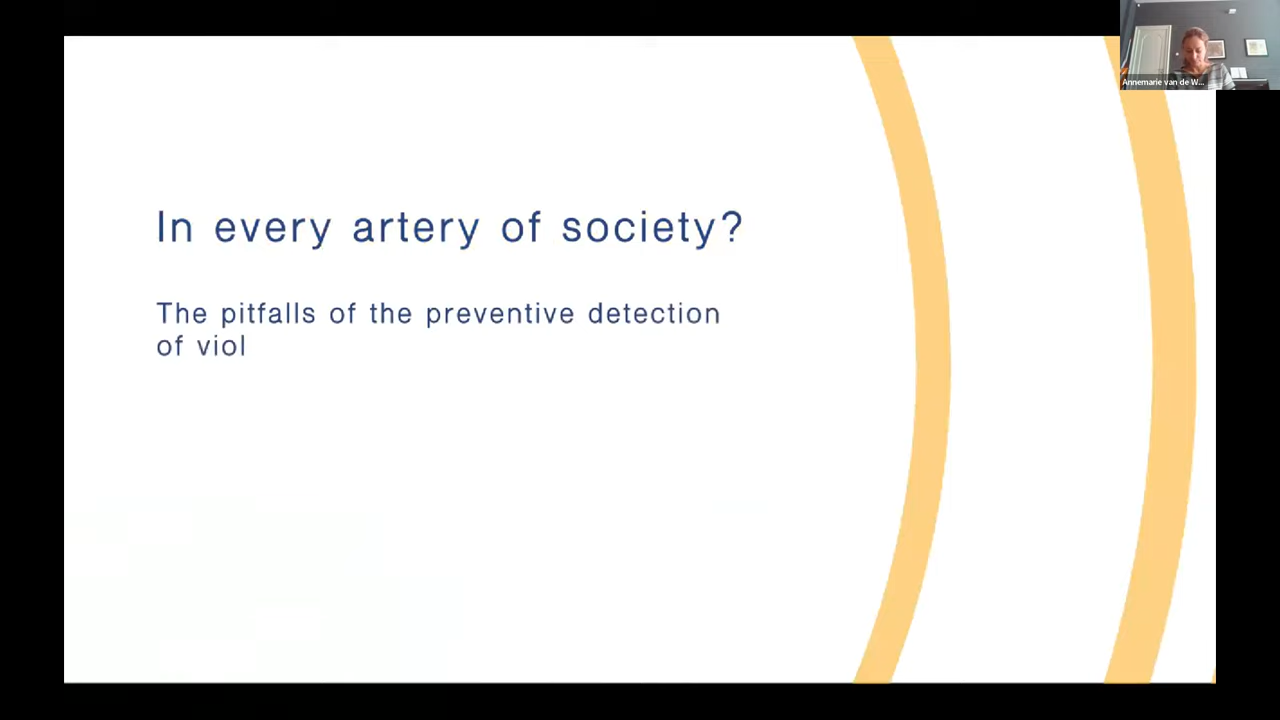 In every artery of society?
The pitfalls of the preventive detection
of viol
Annemarie van de W...